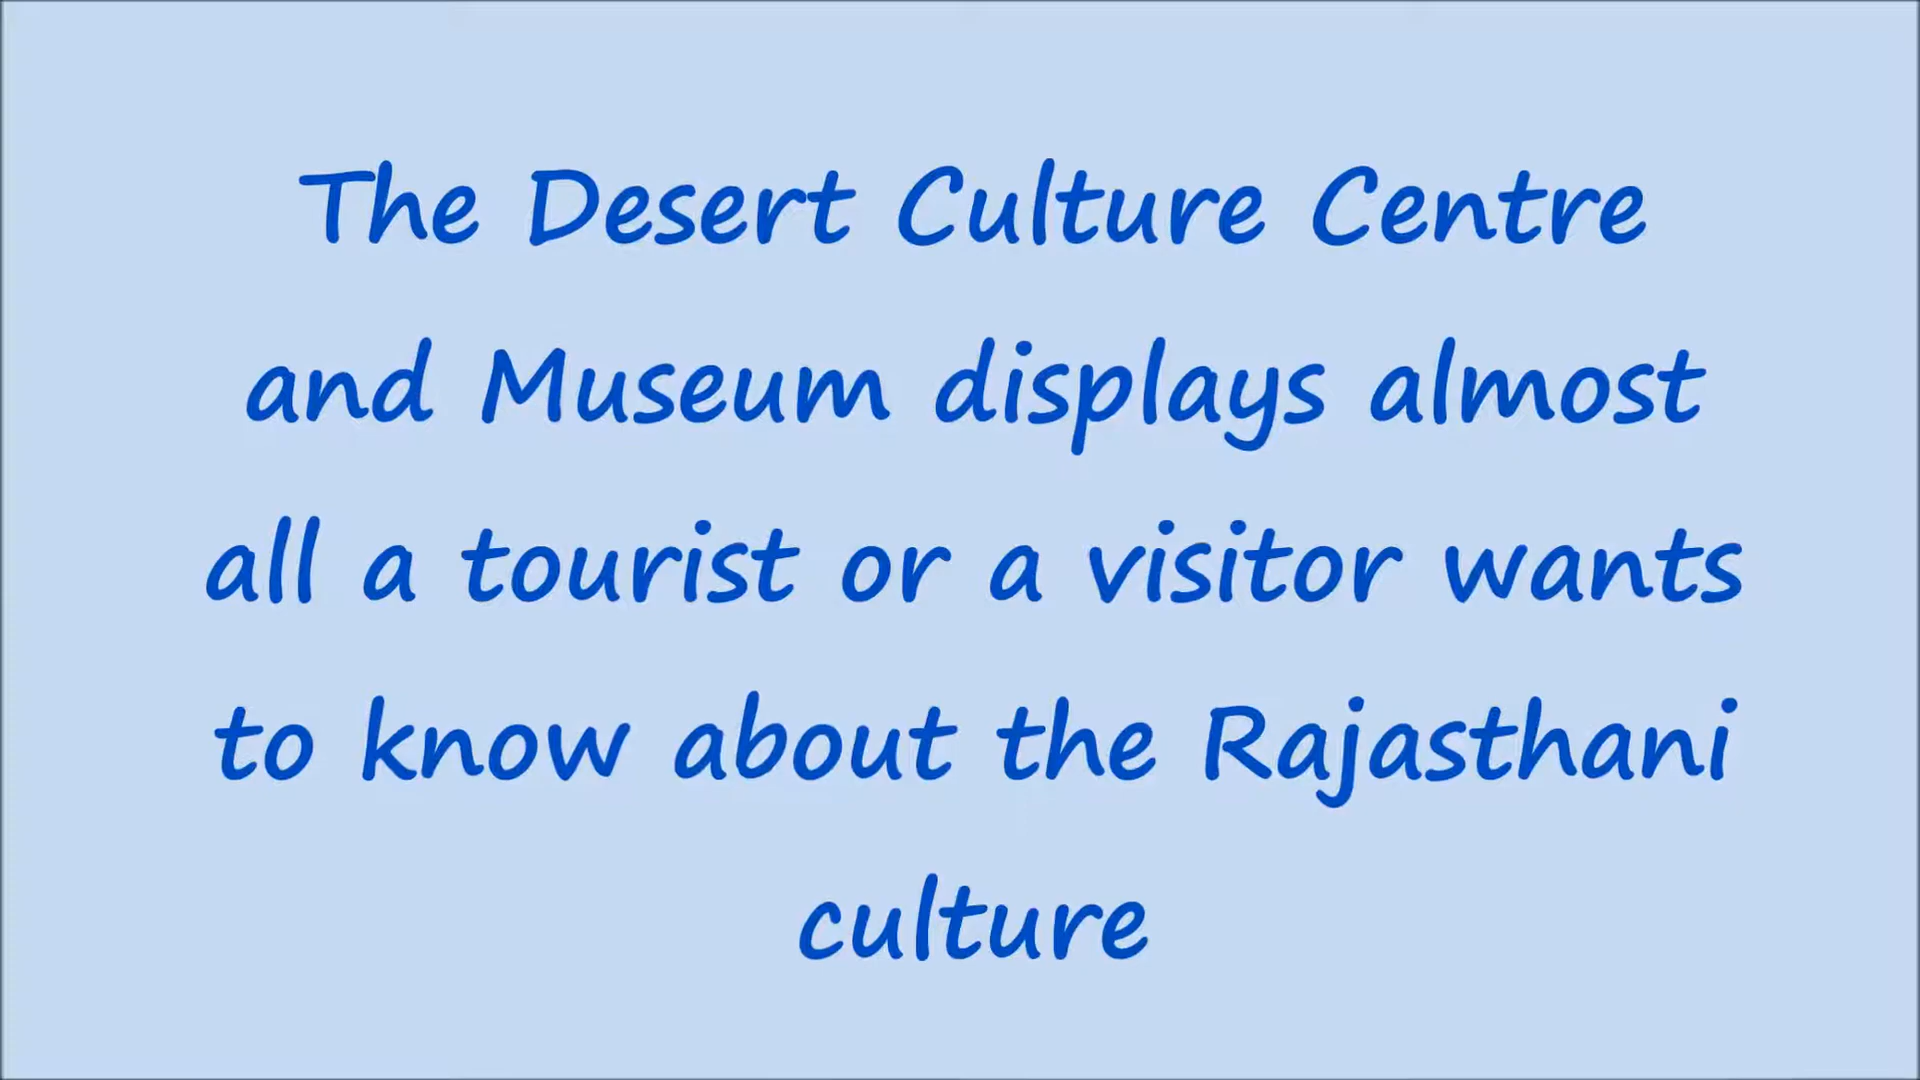 The Desert Culture Centre
and Museum displays almost
all a tourist or a visitor wants
to know about the Rajasthani
culture